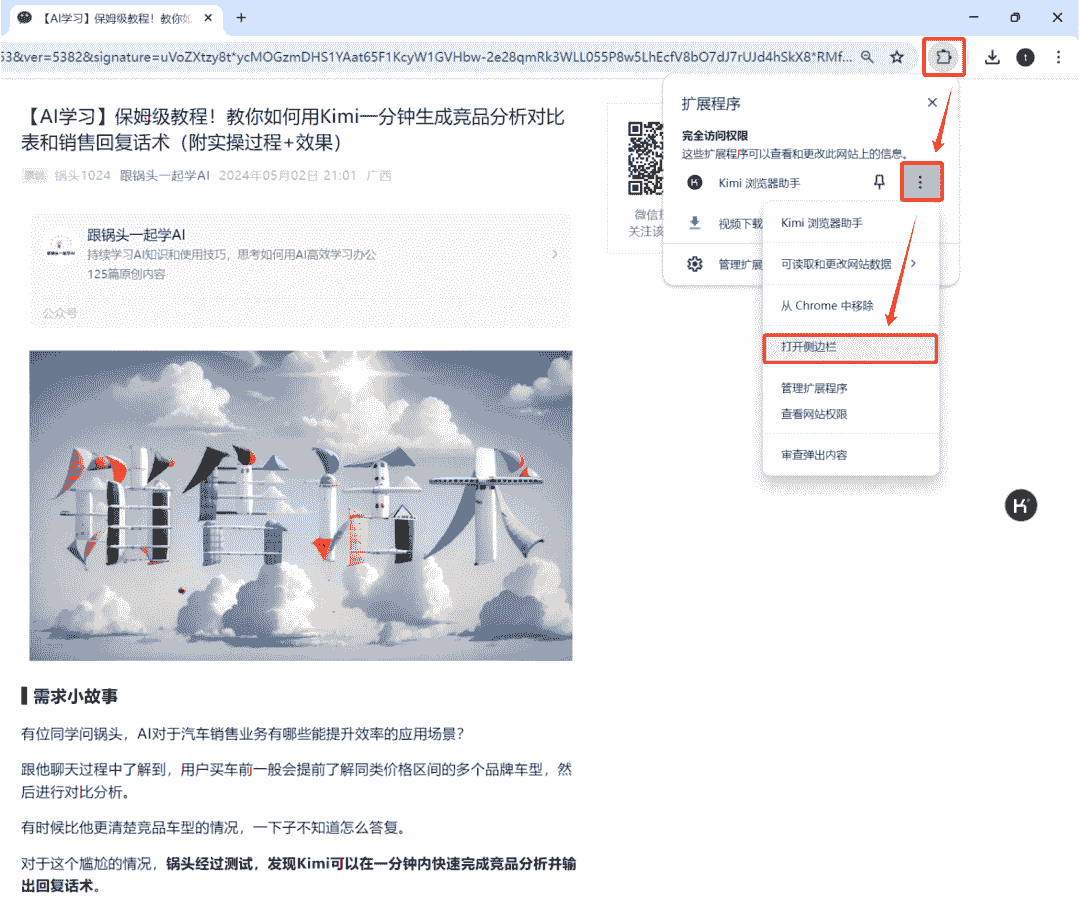 【AI学习】保姆级教程！教你如
53&ver=5382&signature=uVoZXtzy8t*ycMOGzmDHS1YAat65F1KcyW1GVHbw-2e28qmRk3WLL055P8w5LhEcfV8bO7dJ7rUJd4hSkX8*RMf...
【AI学习】保姆级教程！教你如何用Kimi一分钟生成竞品分析对比
表和销售回复话术（附实操过程+效果）
原创 锅头1024 跟锅头一起学AI 2024年05月02日 21:01 广西
跟锅头一起学AI
持续学习AI知识和使用技巧，思考如何用AI高效学习办公
125篇原创内容
公众号
微信扫
关注该
扩展程序
完全访问权限
这些扩展程序可以查看和更改此网站上的信息。
Kimi 浏览器助手
视频下载
管理扩展
Kimi 浏览器助手
可读取和更改网站数据
从 Chrome 中移除
打开侧边栏
管理扩展程序
查看网站权限
审查弹出内容
销售话术
需求小故事
有位同学问锅头，AI对于汽车销售业务有哪些能提升效率的应用场景？
跟他聊天过程中了解到，用户买车前一般会提前了解同类价格区间的多个品牌车型，然
后进行对比分析。
有时候比他更清楚竞品车型的情况，一下子不知道怎么答复。
对于这个尴尬的情况，锅头经过测试，发现Kimi可以在一分钟内快速完成竞品分析并输
出回复话术。